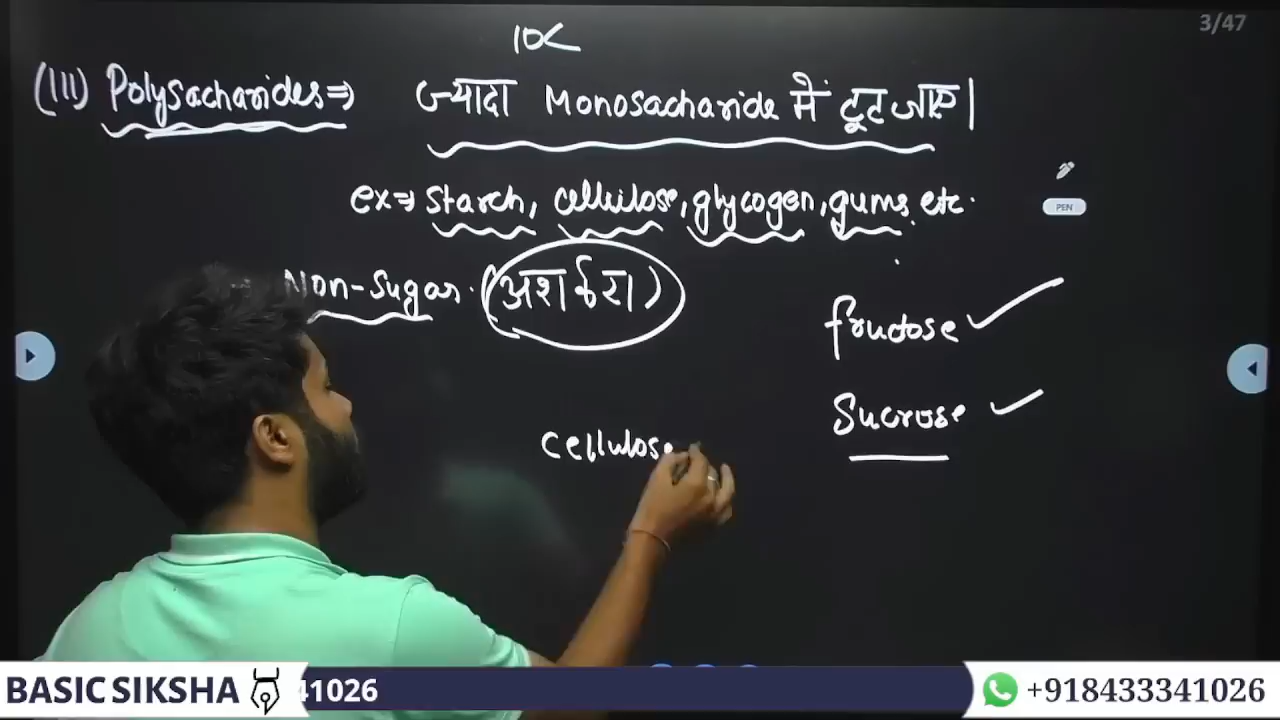 3/47
10<
(III) Polysacharides⇒ ज्यादा Monosacharide में टूट जाए।
ex⇒ starch, cellulose, glycogen, gums etc.
PEN
Non-Sugar. (अशर्करा)
fructose ✓
Sucrose ✓
cellulose
BASIC SIKSHA
41026
+918433341026